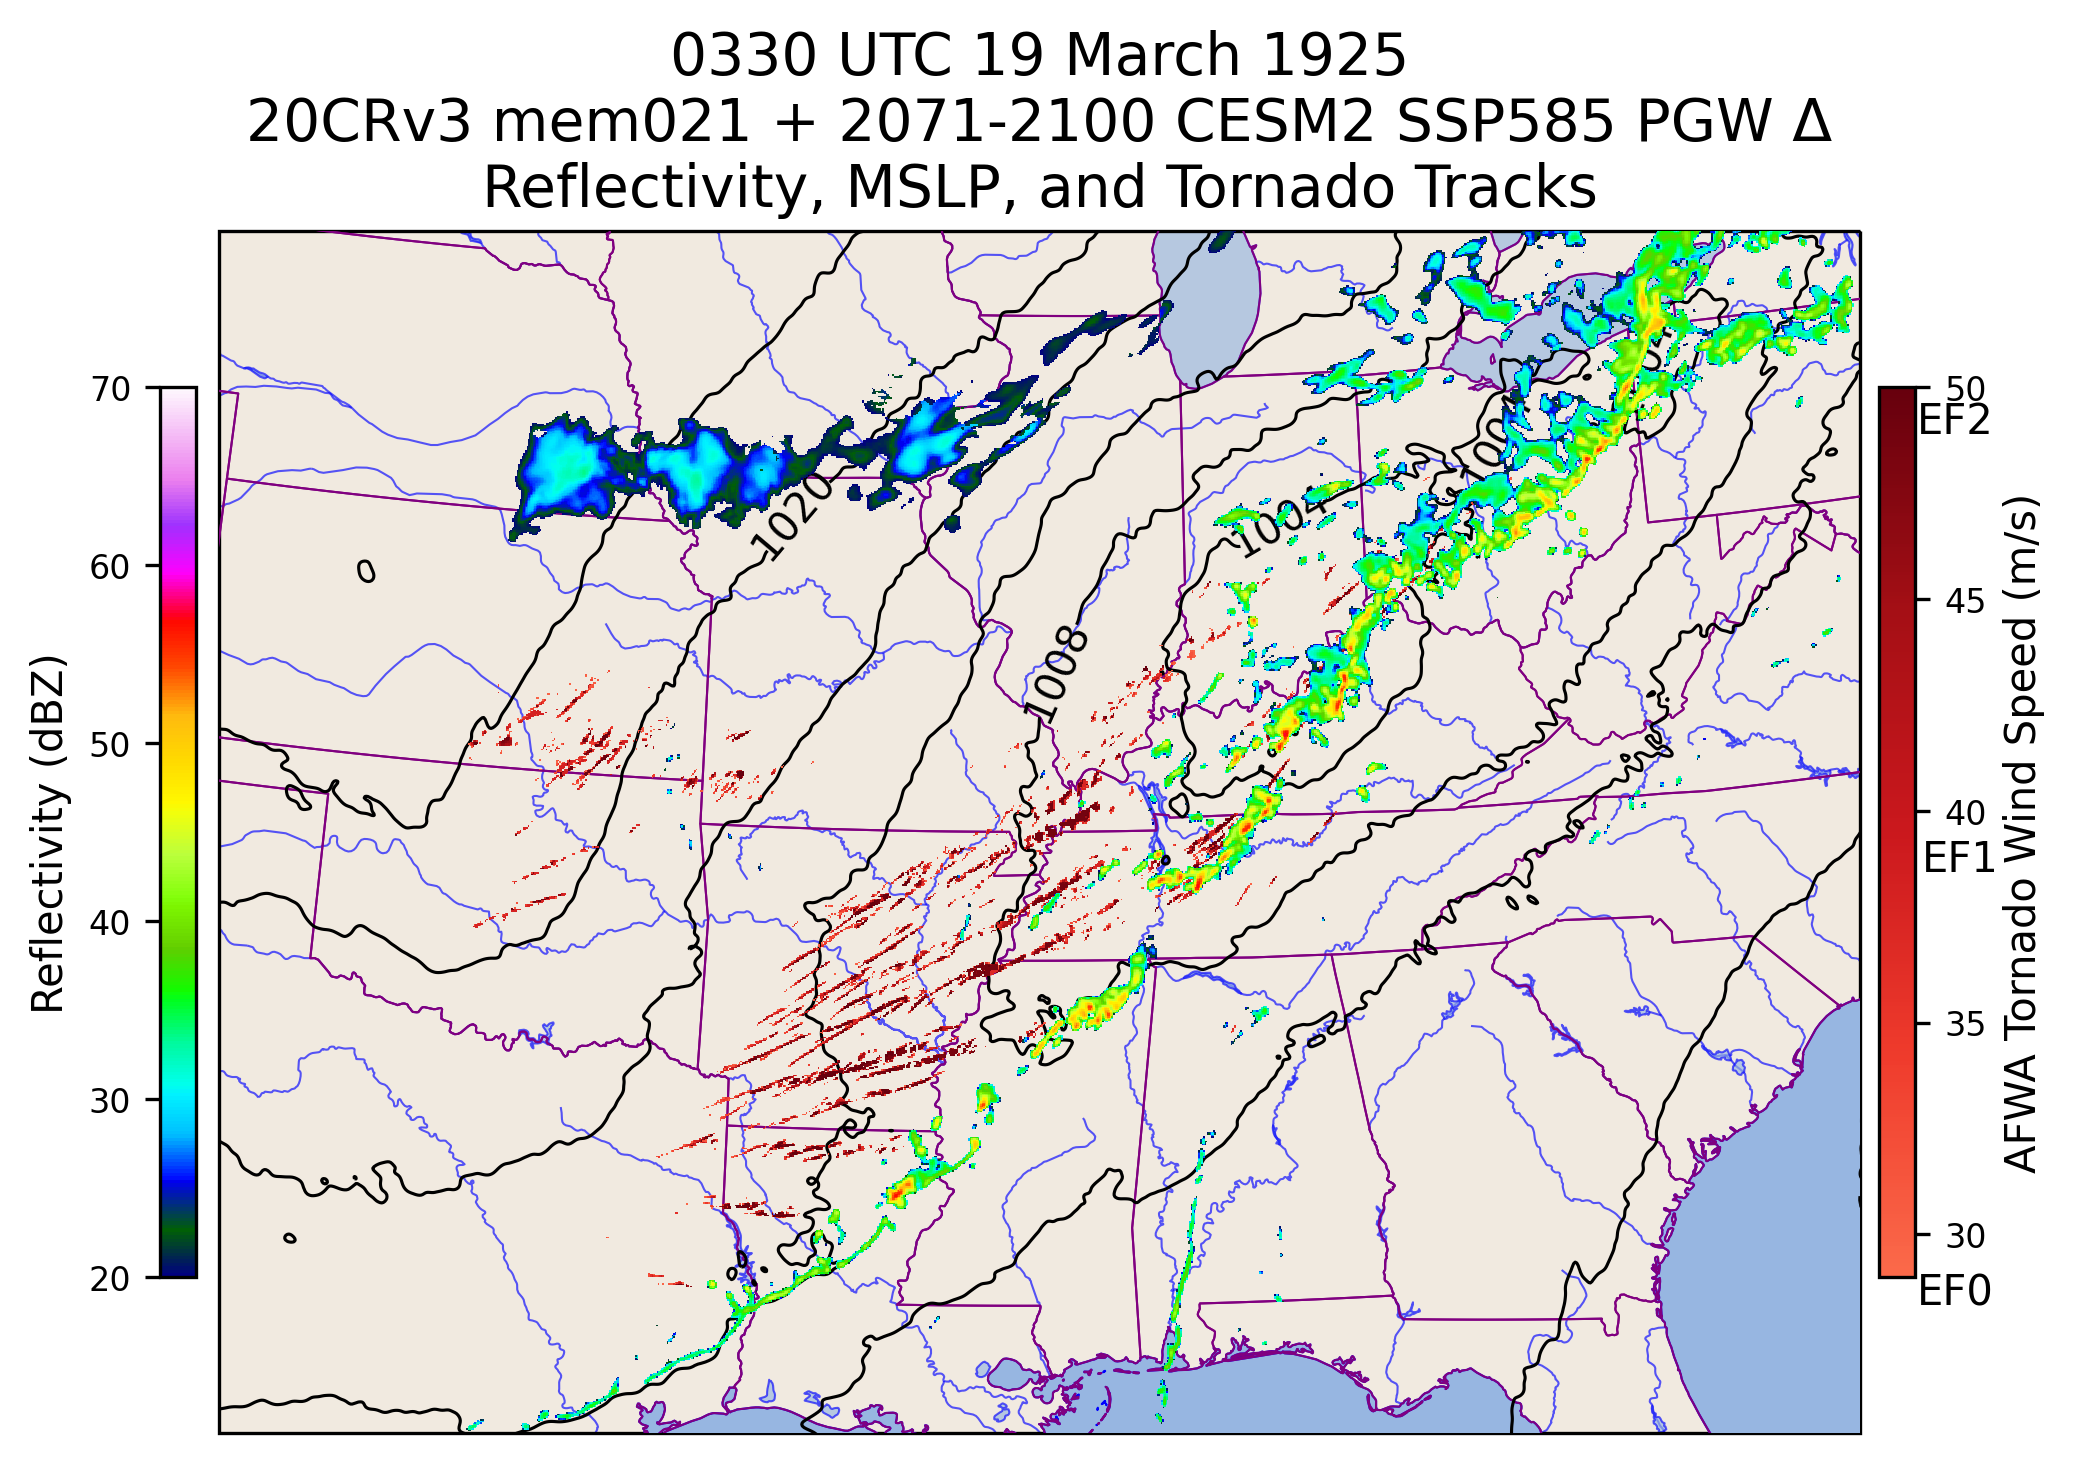 0330 UTC 19 March 1925
20CRv3 mem021 + 2071-2100 CESM2 SSP585 PGW Δ
Reflectivity, MSLP, and Tornado Tracks
Reflectivity (dBZ)
70
60
50
40
30
20
1020
1008
1004
1004
50
EF2
45
40
EF1
35
30
EF0
AFWA Tornado Wind Speed (m/s)